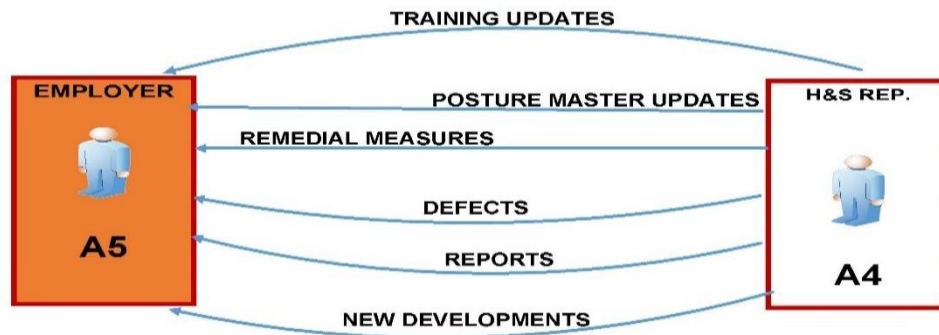 TRAINING UPDATES
EMPLOYER
H&S REP.
POSTURE MASTER UPDATES
REMEDIAL MEASURES
DEFECTS
A5
REPORTS
A4
NEW DEVELOPMENTS